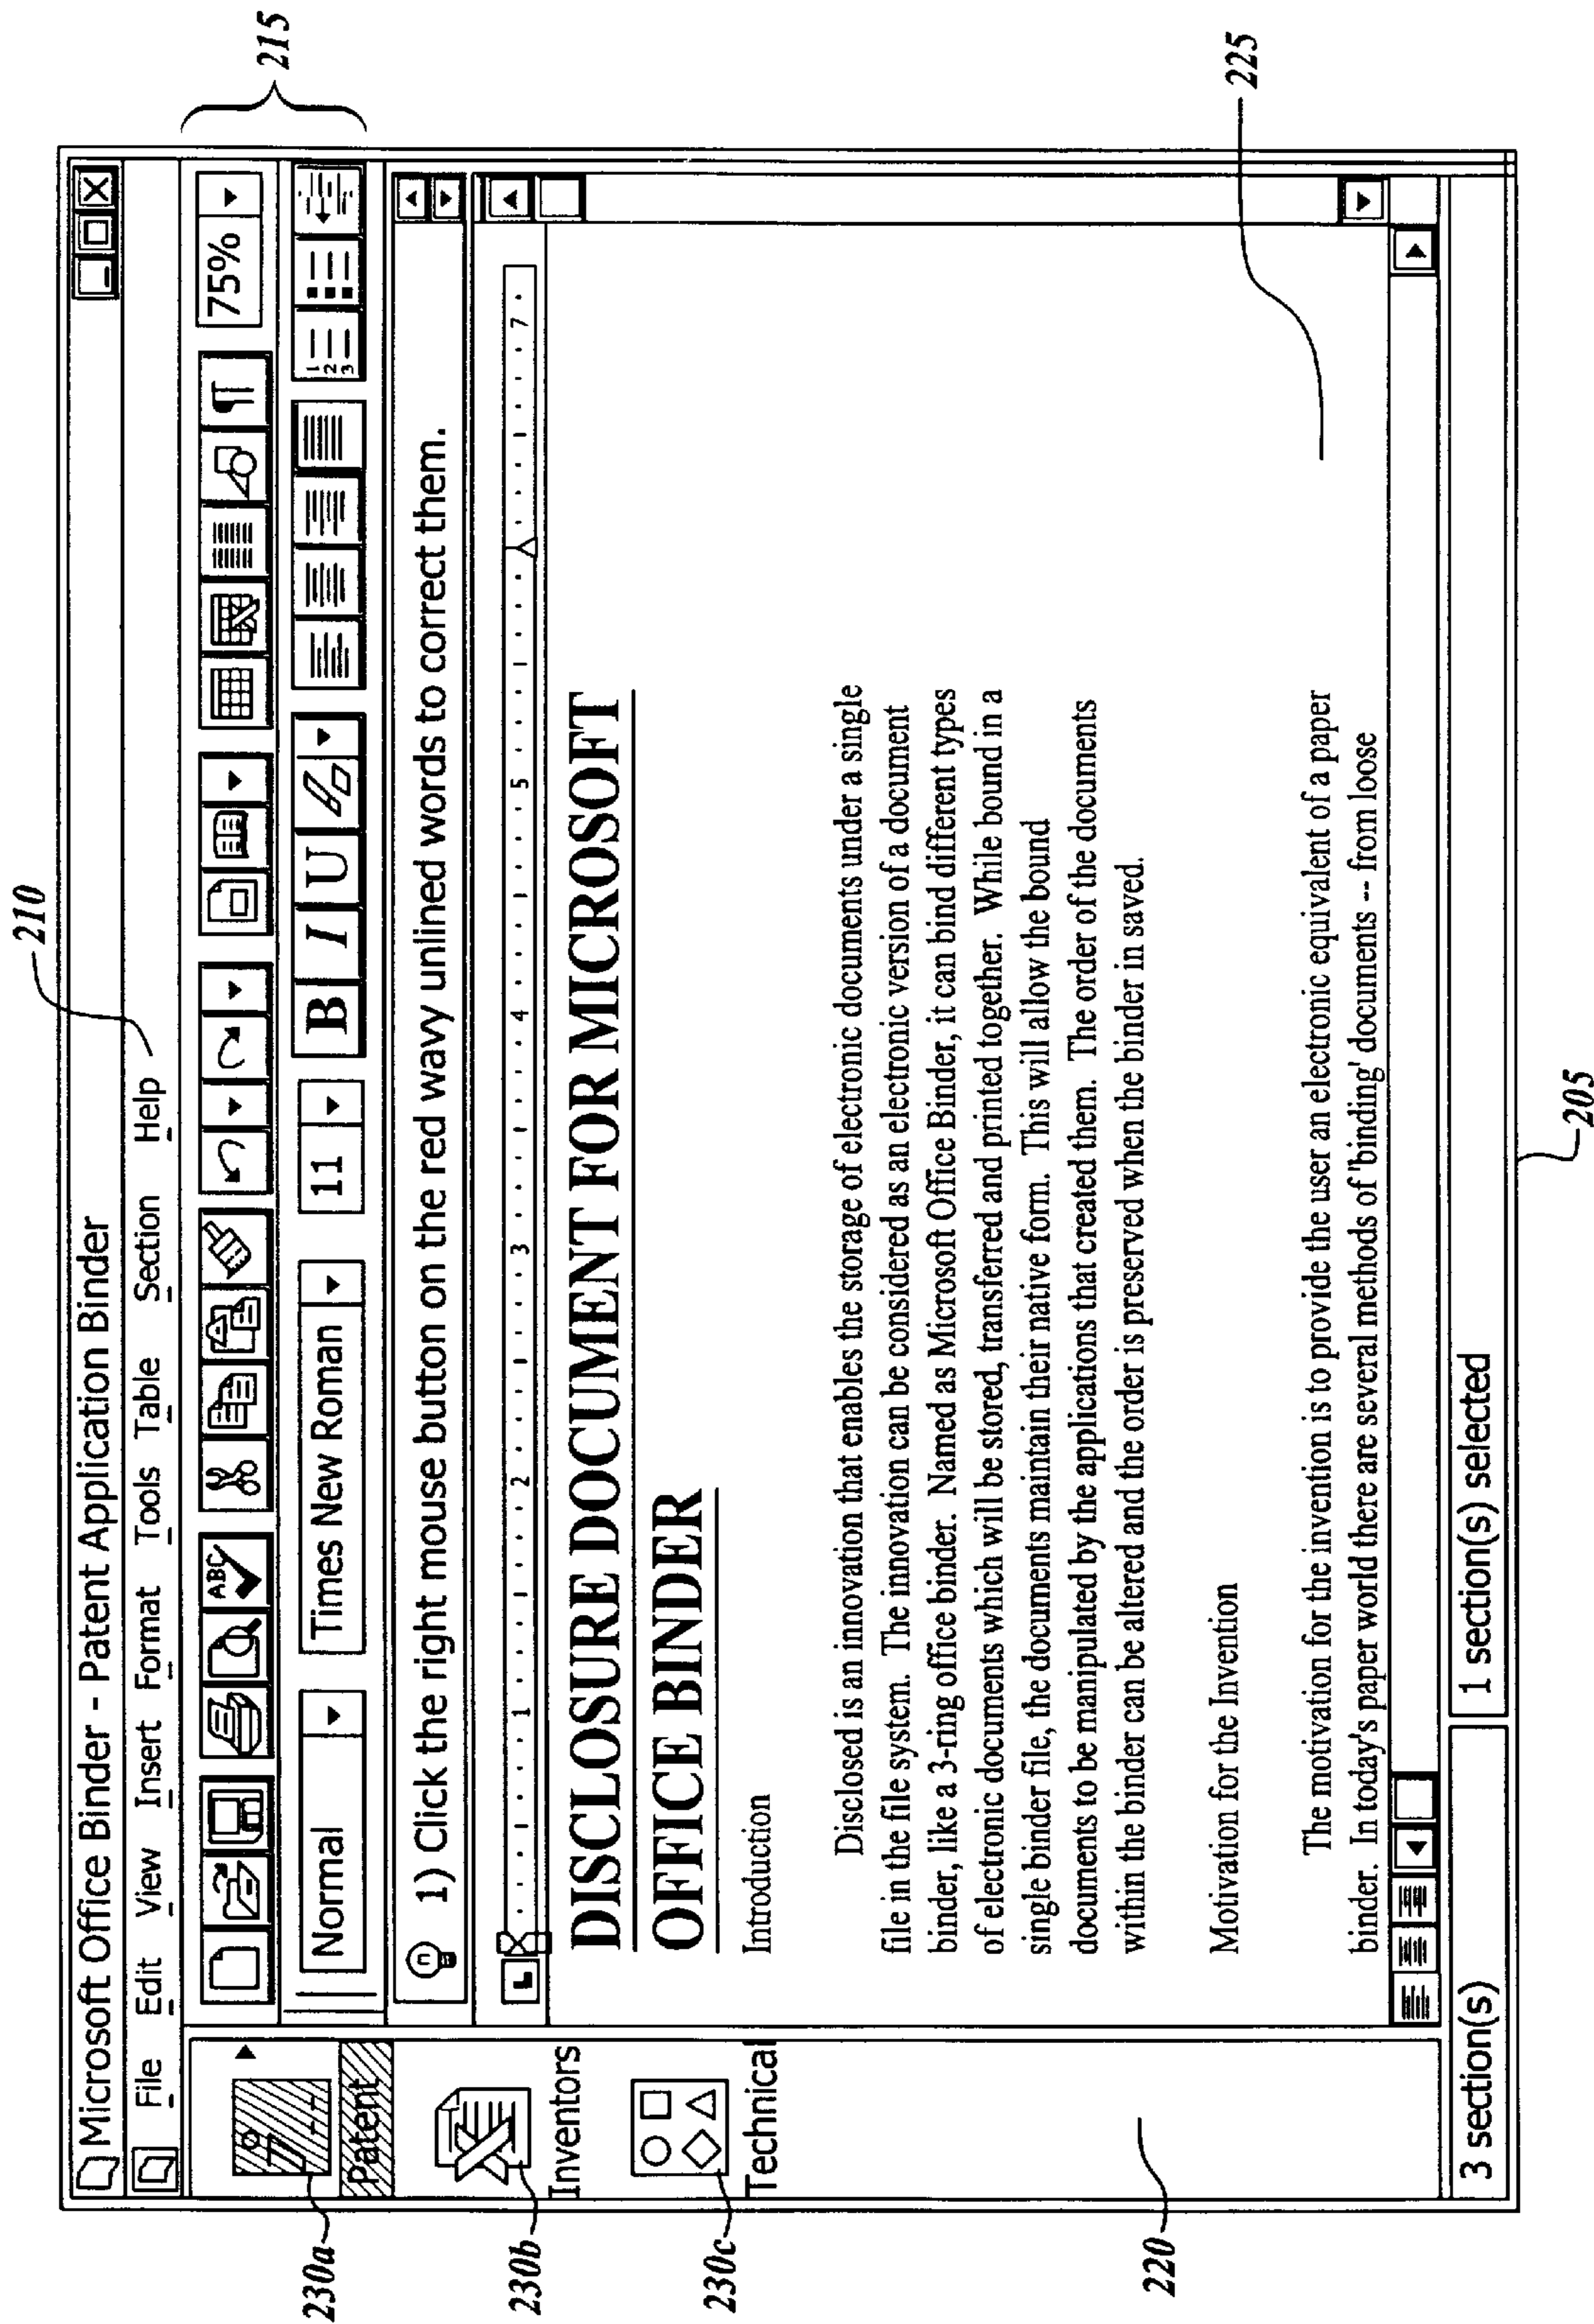 210
Microsoft Office Binder - Patent Application Binder
File Edit View Insert Format Tools Table Section Help
215
ABC
75%
Normal
Times New Roman
11
B I U
1
2
3
1) Click the right mouse button on the red wavy unlined words to correct them.
1 2 3 4 5 7
DISCLOSURE DOCUMENT FOR MICROSOFT
OFFICE BINDER
Introduction
Disclosed is an innovation that enables the storage of electronic documents under a single
file in the file system. The innovation can be considered as an electronic version of a document
binder, like a 3-ring office binder. Named as Microsoft Office Binder, it can bind different types
of electronic documents which will be stored, transferred and printed together. While bound in a
single binder file, the documents maintain their native form. This will allow the bound
documents to be manipulated by the applications that created them. The order of the documents
within the binder can be altered and the order is preserved when the binder in saved.
Motivation for the Invention
The motivation for the invention is to provide the user an electronic equivalent of a paper
binder. In today's paper world there are several methods of 'binding' documents -- from loose
Patent
Inventors
Technical
230a
230b
230c
220
225
3 section(s)
1 section(s) selected
205